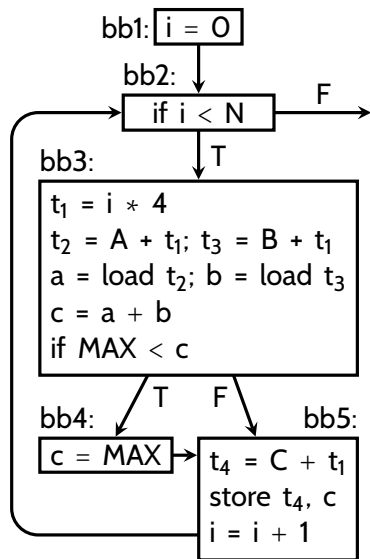 bb1: i = 0
bb2:
if i < N
F
T
bb3:
t₁ = i * 4
t₂ = A + t₁; t₃ = B + t₁
a = load t₂; b = load t₃
c = a + b
if MAX < c
T
F
bb4:
bb5:
c = MAX
t₄ = C + t₁
store t₄, c
i = i + 1